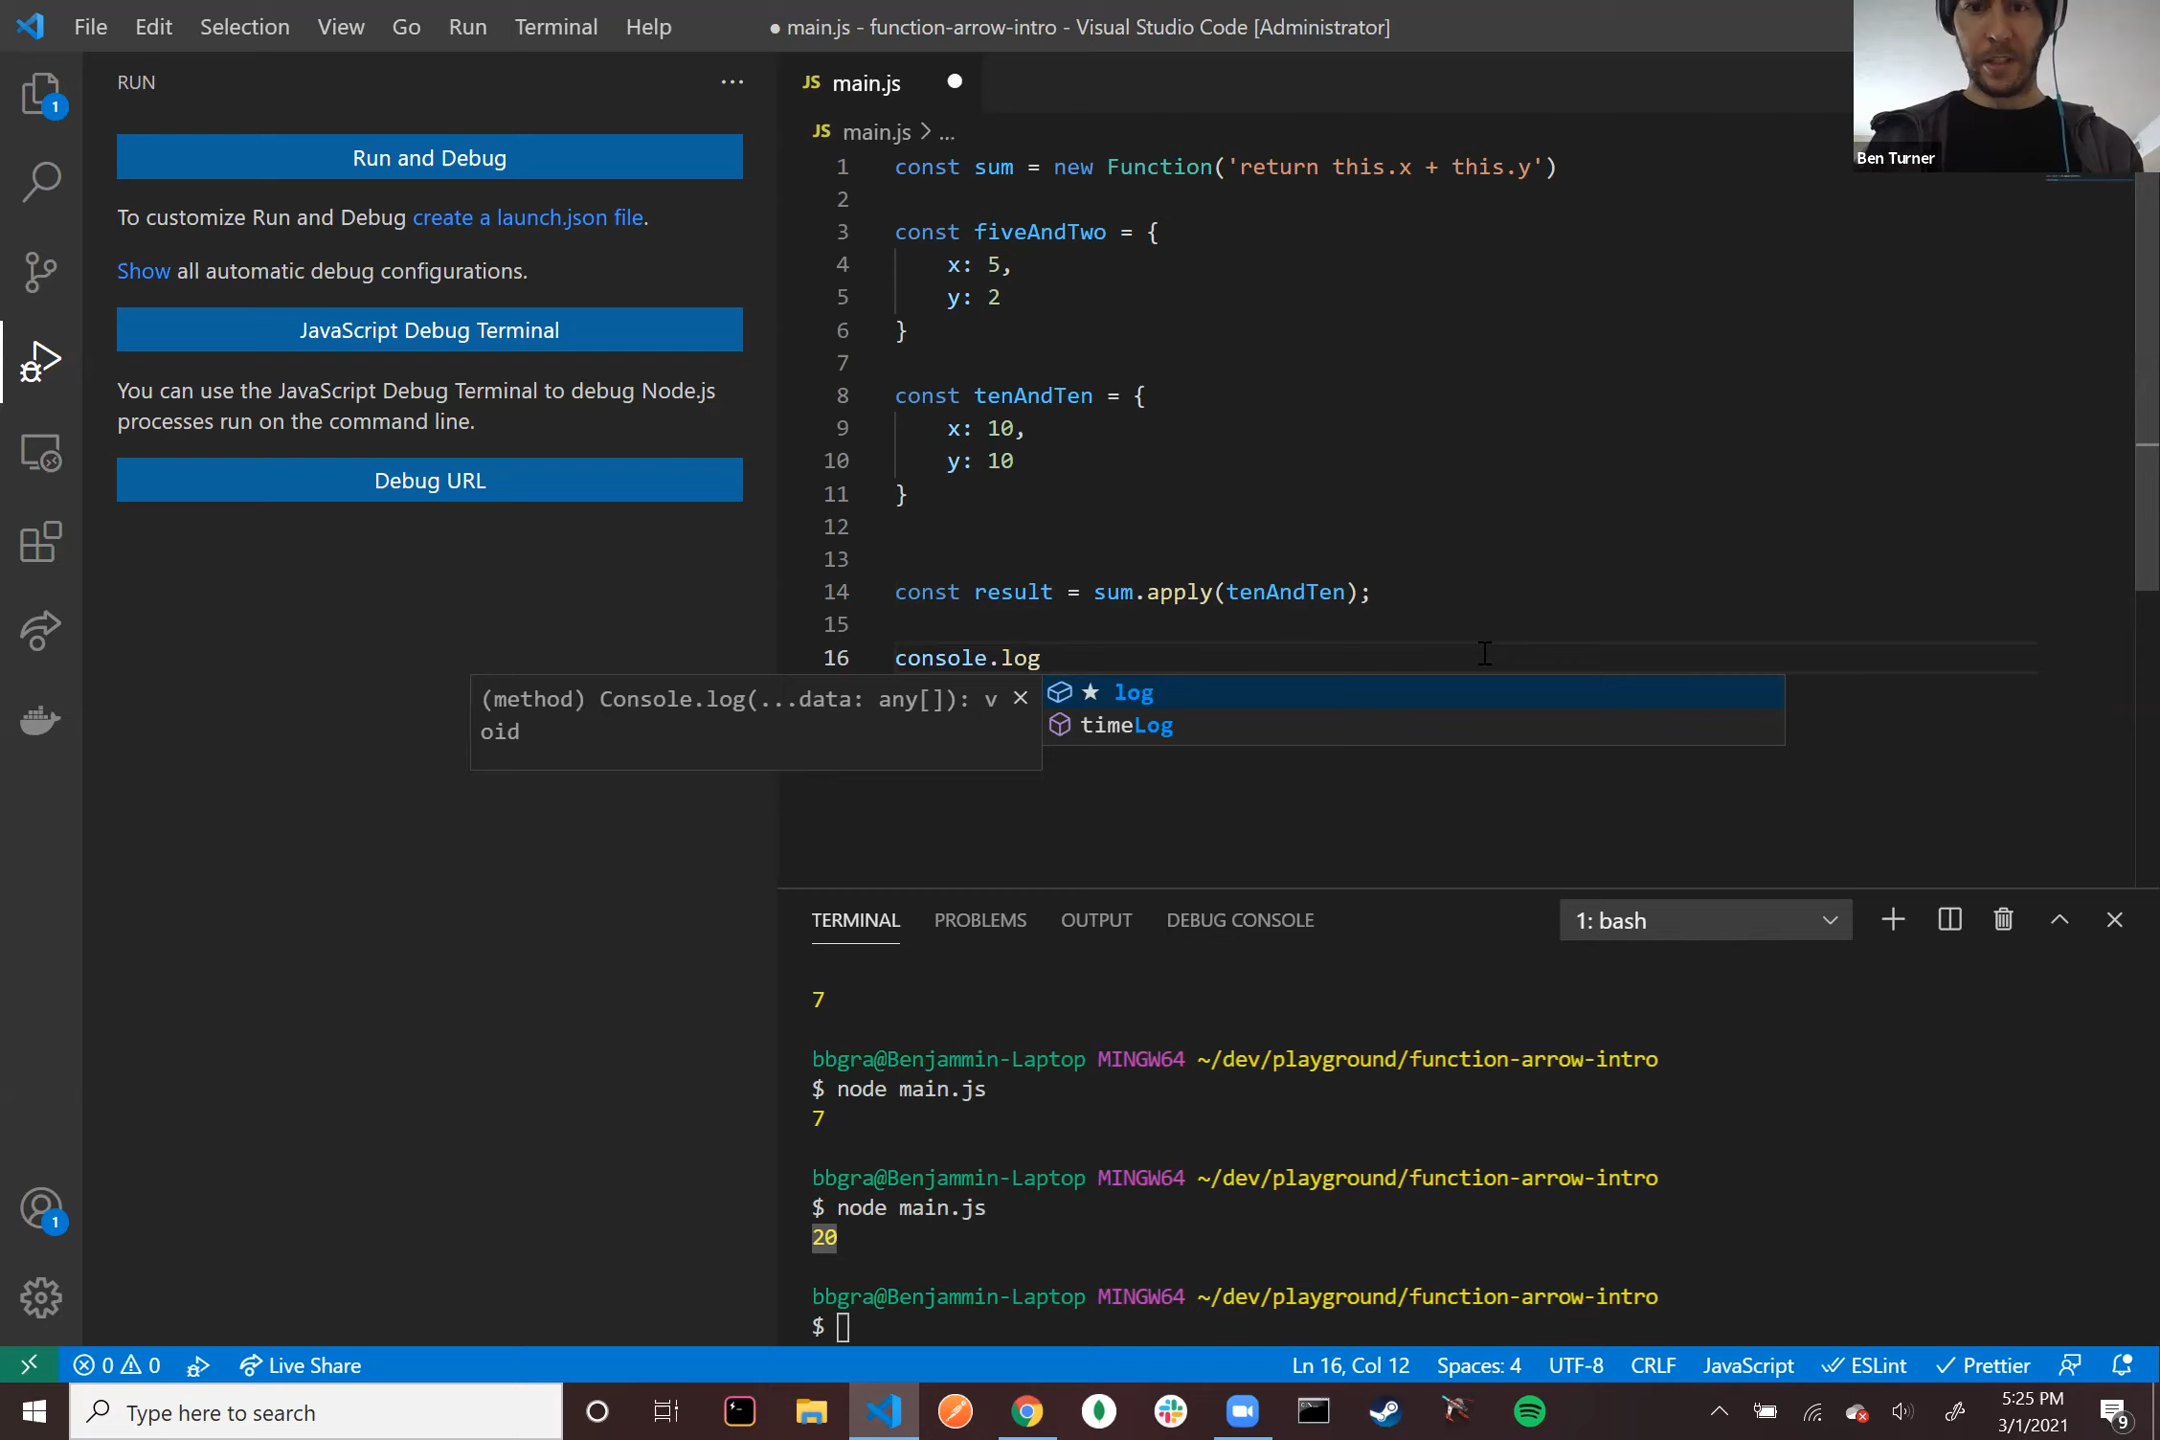 File Edit Selection View Go Run Terminal Help ● main.js - function-arrow-intro - Visual Studio Code [Administrator]
RUN ...
Run and Debug
To customize Run and Debug create a launch.json file.
Show all automatic debug configurations.
JavaScript Debug Terminal
You can use the JavaScript Debug Terminal to debug Node.js
processes run on the command line.
Debug URL
1
1
JS main.js
JS main.js > ...
1 const sum = new Function('return this.x + this.y')
2
3 const fiveAndTwo = {
4 x: 5,
5 y: 2
6 }
7
8 const tenAndTen = {
9 x: 10,
10 y: 10
11 }
12
13
14 const result = sum.apply(tenAndTen);
15
16 console.log
(method) Console.log(...data: any[]): v
oid
★ log
timeLog
Ben Turner
TERMINAL PROBLEMS OUTPUT DEBUG CONSOLE 1: bash
7
bbgra@Benjammin-Laptop MINGW64 ~/dev/playground/function-arrow-intro
$ node main.js
7
bbgra@Benjammin-Laptop MINGW64 ~/dev/playground/function-arrow-intro
$ node main.js
20
bbgra@Benjammin-Laptop MINGW64 ~/dev/playground/function-arrow-intro
$
0 0 Live Share Ln 16, Col 12 Spaces: 4 UTF-8 CRLF JavaScript ESLint Prettier
Type here to search
5:25 PM
3/1/2021
9